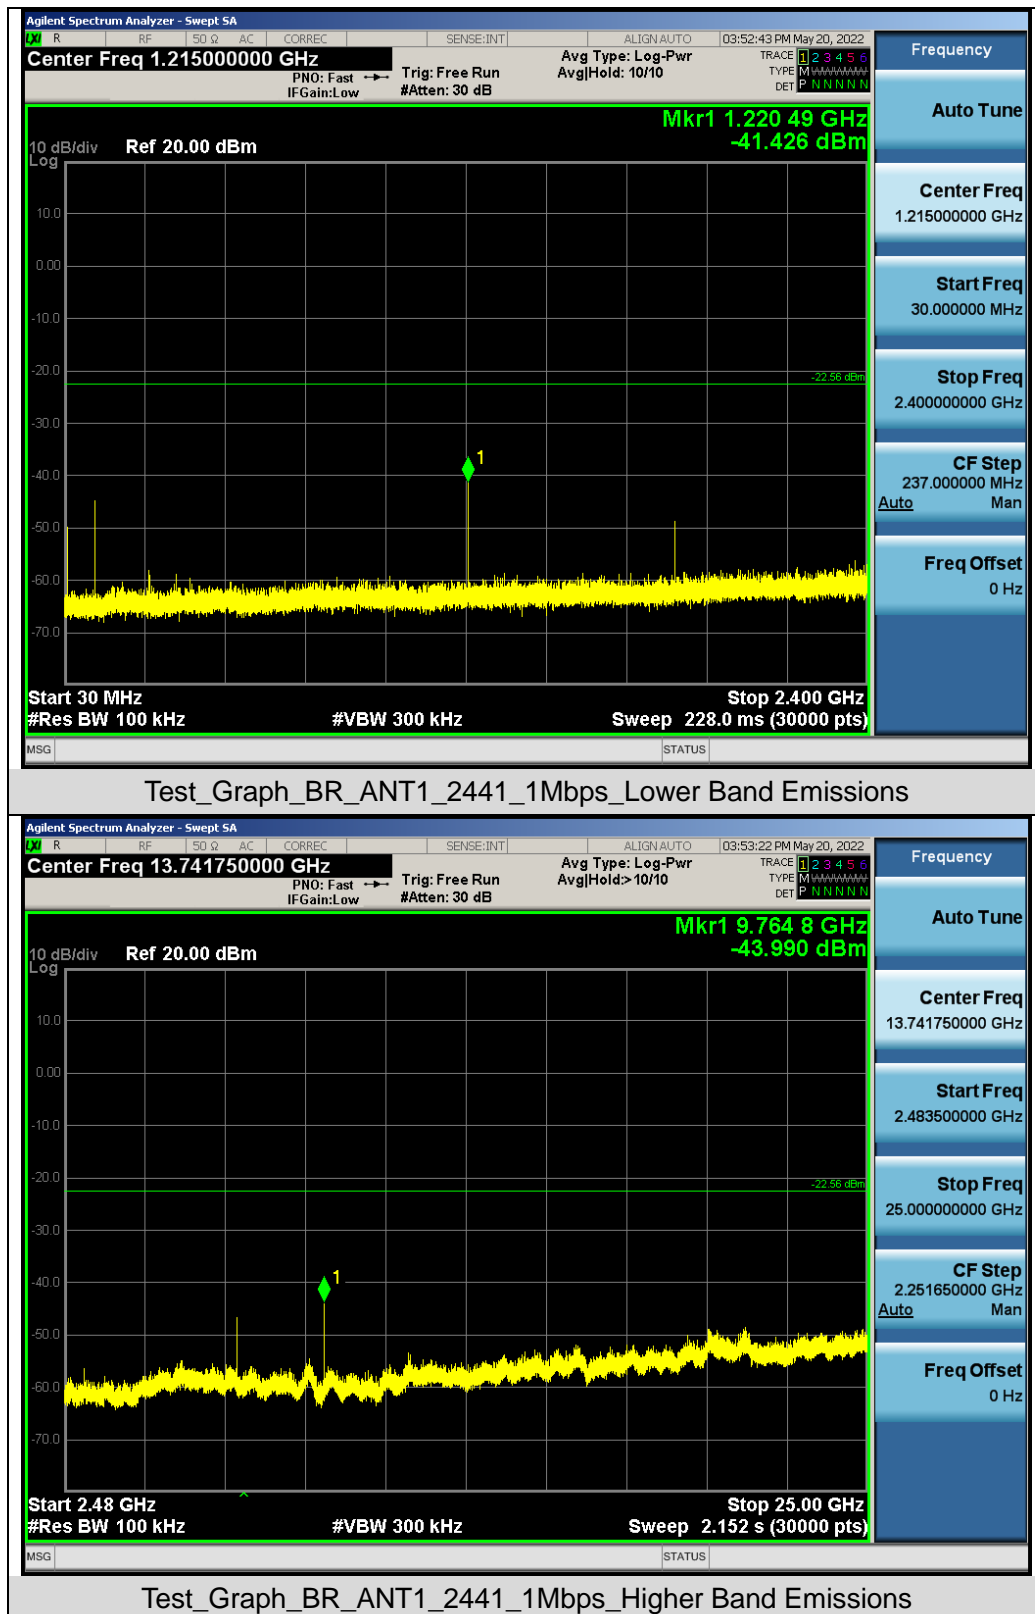 Agilent Spectrum Analyzer - Swept SA
LXI R RF 50 Ω AC CORREC SENSE:INT ALIGN AUTO 03:52:43 PM May 20, 2022
Center Freq 1.215000000 GHz
PNO: Fast
IFGain:Low
Trig: Free Run
#Atten: 30 dB
Avg Type: Log-Pwr
Avg|Hold: 10/10
TRACE 1 2 3 4 5 6
TYPE M W W W W W
DET P N N N N N
Mkr1 1.220 49 GHz
-41.426 dBm
10 dB/div Ref 20.00 dBm
Log
10.0
0.00
-10.0
-20.0
-22.56 dBm
-30.0
1
-40.0
-50.0
-60.0
-70.0
Start 30 MHz Stop 2.400 GHz
#Res BW 100 kHz #VBW 300 kHz Sweep 228.0 ms (30000 pts)
MSG STATUS
Frequency
Auto Tune
Center Freq
1.215000000 GHz
Start Freq
30.000000 MHz
Stop Freq
2.400000000 GHz
CF Step
237.000000 MHz
Auto Man
Freq Offset
0 Hz
Test_Graph_BR_ANT1_2441_1Mbps_Lower Band Emissions
Agilent Spectrum Analyzer - Swept SA
LXI R RF 50 Ω AC CORREC SENSE:INT ALIGN AUTO 03:53:22 PM May 20, 2022
Center Freq 13.741750000 GHz
PNO: Fast
IFGain:Low
Trig: Free Run
#Atten: 30 dB
Avg Type: Log-Pwr
Avg|Hold:>10/10
TRACE 1 2 3 4 5 6
TYPE M W W W W W
DET P N N N N N
Mkr1 9.764 8 GHz
-43.990 dBm
10 dB/div Ref 20.00 dBm
Log
10.0
0.00
-10.0
-20.0
-22.56 dBm
-30.0
1
-40.0
-50.0
-60.0
-70.0
Start 2.48 GHz Stop 25.00 GHz
#Res BW 100 kHz #VBW 300 kHz Sweep 2.152 s (30000 pts)
MSG STATUS
Frequency
Auto Tune
Center Freq
13.741750000 GHz
Start Freq
2.483500000 GHz
Stop Freq
25.000000000 GHz
CF Step
2.251650000 GHz
Auto Man
Freq Offset
0 Hz
Test_Graph_BR_ANT1_2441_1Mbps_Higher Band Emissions